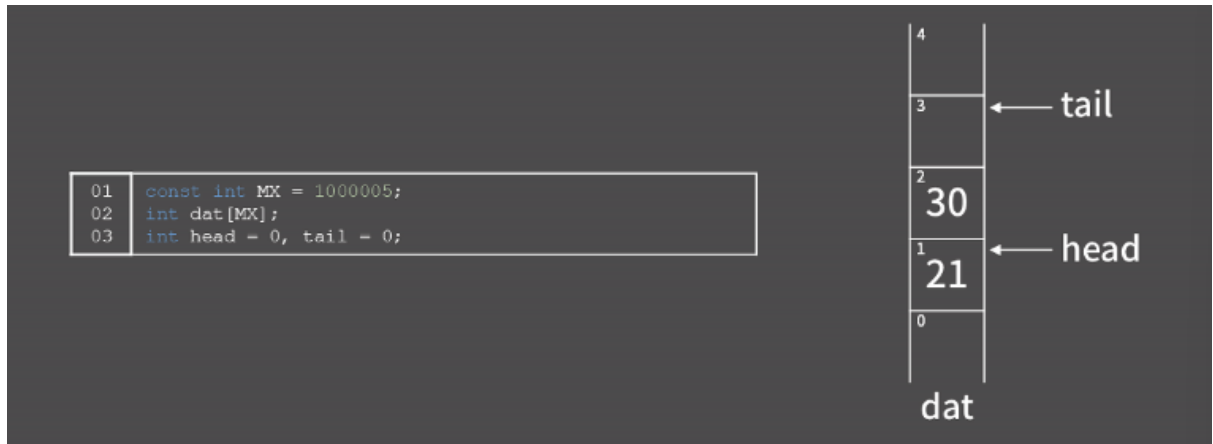 01 const int MX = 1000005;
02 int dat[MX];
03 int head = 0, tail = 0;
4
3
tail
2
30
head
1
21
0
dat